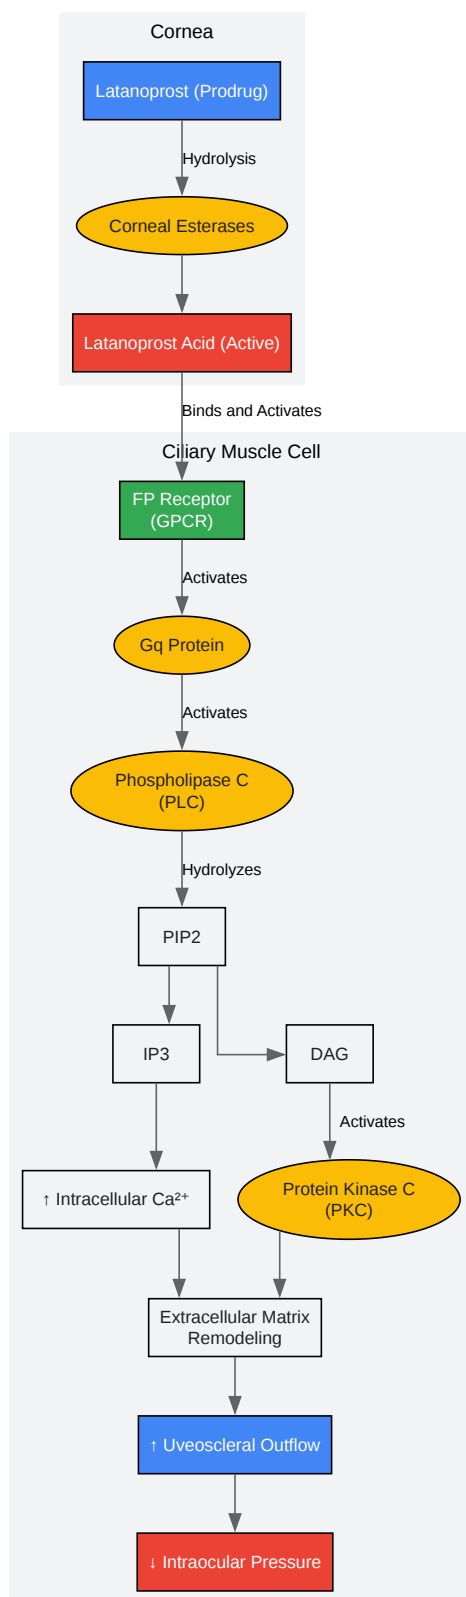 Cornea
Latanoprost (Prodrug)
Hydrolysis
Corneal Esterases
Latanoprost Acid (Active)
Binds and Activates
Ciliary Muscle Cell
FP Receptor
(GPCR)
Activates
Gq Protein
Activates
Phospholipase C
(PLC)
Hydrolyzes
PIP2
IP3
DAG
Activates
↑ Intracellular Ca²⁺
Protein Kinase C
(PKC)
Extracellular Matrix
Remodeling
↑ Uveoscleral Outflow
↓ Intraocular Pressure